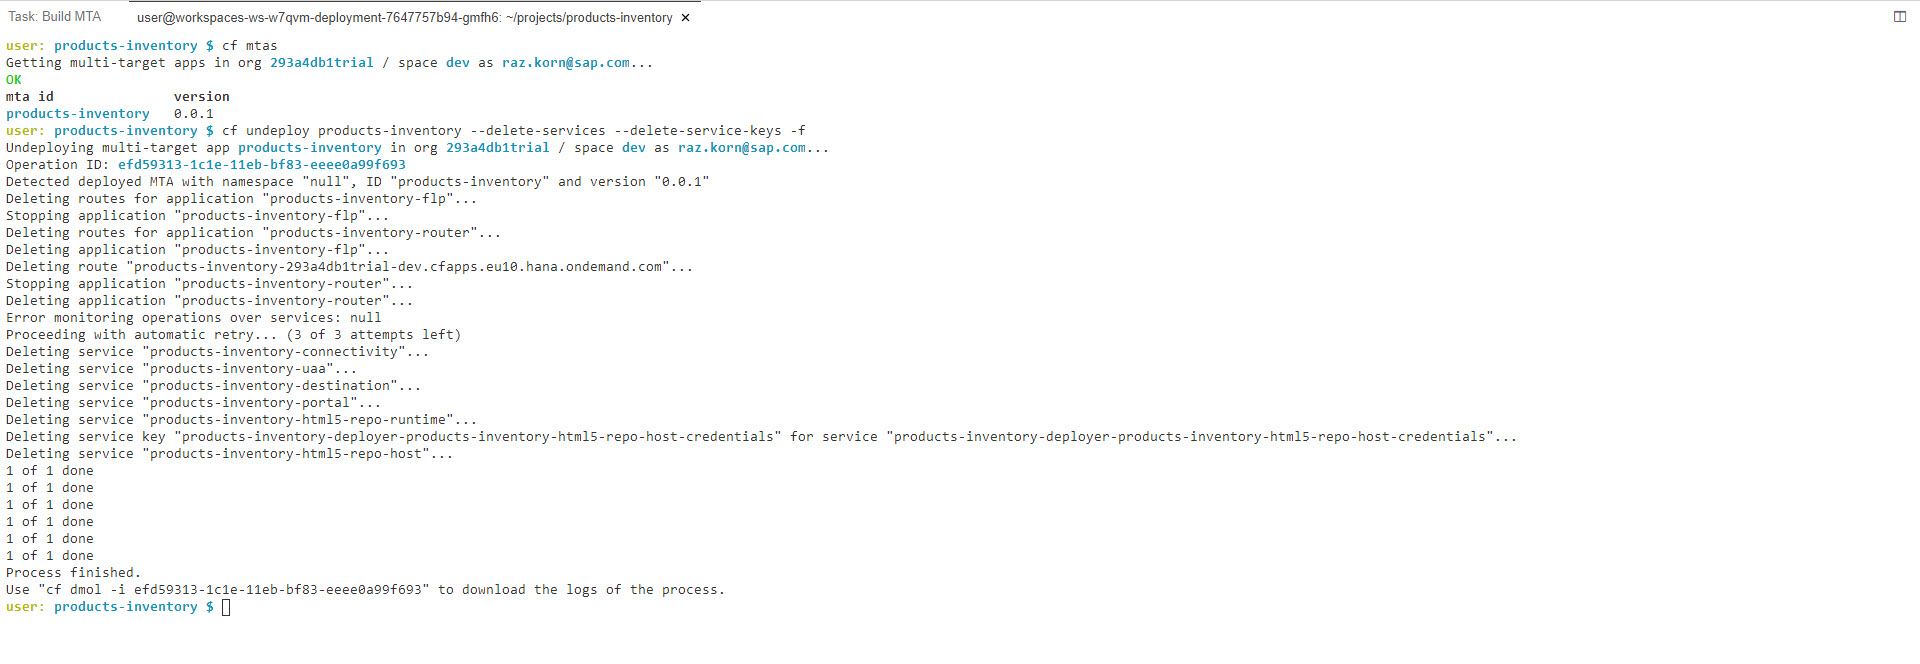 Task: Build MTA
user@workspaces-ws-w7qvm-deployment-7647757b94-gmfh6: ~/projects/products-inventory ×
user: products-inventory $ cf mtas
Getting multi-target apps in org 293a4db1trial / space dev as raz.korn@sap.com...
OK
mta id version
products-inventory 0.0.1
user: products-inventory $ cf undeploy products-inventory --delete-services --delete-service-keys -f
Undeploying multi-target app products-inventory in org 293a4db1trial / space dev as raz.korn@sap.com...
Operation ID: efd59313-1c1e-11eb-bf83-eeee0a99f693
Detected deployed MTA with namespace "null", ID "products-inventory" and version "0.0.1"
Deleting routes for application "products-inventory-flp"...
Stopping application "products-inventory-flp"...
Deleting routes for application "products-inventory-router"...
Deleting application "products-inventory-flp"...
Deleting route "products-inventory-293a4db1trial-dev.cfapps.eu10.hana.ondemand.com"...
Stopping application "products-inventory-router"...
Deleting application "products-inventory-router"...
Error monitoring operations over services: null
Proceeding with automatic retry... (3 of 3 attempts left)
Deleting service "products-inventory-connectivity"...
Deleting service "products-inventory-uaa"...
Deleting service "products-inventory-destination"...
Deleting service "products-inventory-portal"...
Deleting service "products-inventory-html5-repo-runtime"...
Deleting service key "products-inventory-deployer-products-inventory-html5-repo-host-credentials" for service "products-inventory-deployer-products-inventory-html5-repo-host-credentials"...
Deleting service "products-inventory-html5-repo-host"...
1 of 1 done
1 of 1 done
1 of 1 done
1 of 1 done
1 of 1 done
1 of 1 done
Process finished.
Use "cf dmol -i efd59313-1c1e-11eb-bf83-eeee0a99f693" to download the logs of the process.
user: products-inventory $